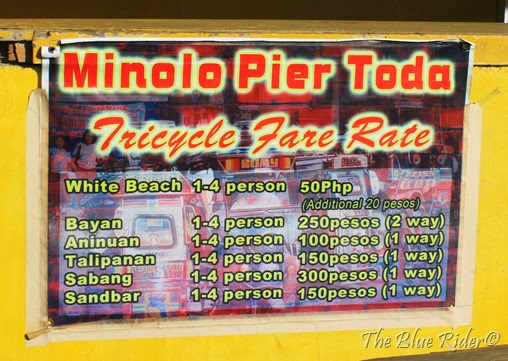 Minolo Pier Toda
Tricycle Fare Rate
White Beach 1-4 person 50Php
(Additional 20 pesos)
Bayan 1-4 person 250pesos (2 way)
Aninuan 1-4 person 100pesos (1 way)
Talipanan 1-4 person 150pesos (1 way)
Sabang 1-4 person 300pesos (1 way)
Sandbar 1-4 person 150pesos (1 way)
ROMY
The Blue Rider©